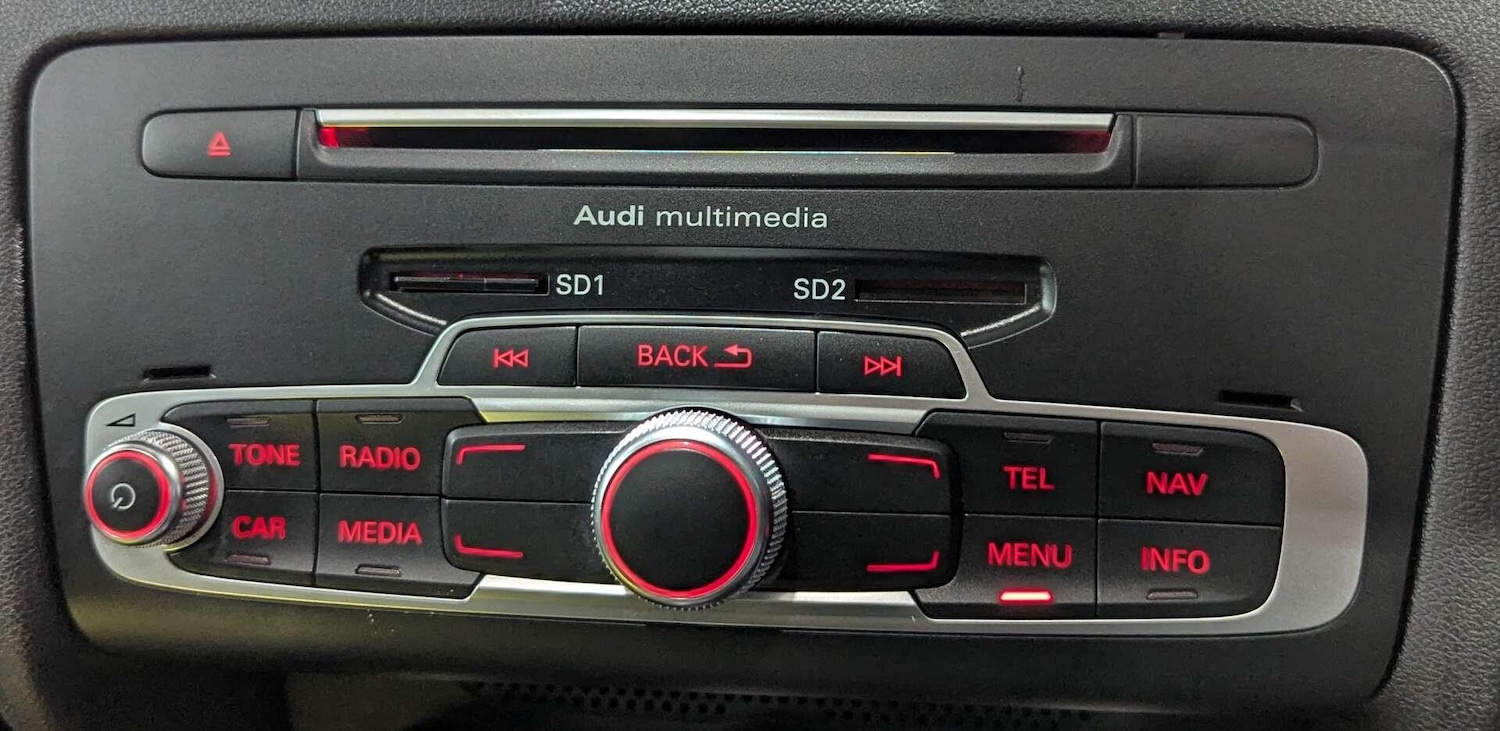 Audi multimedia
SD1
SD2
BACK
TONE
RADIO
TEL
NAV
CAR
MEDIA
MENU
INFO